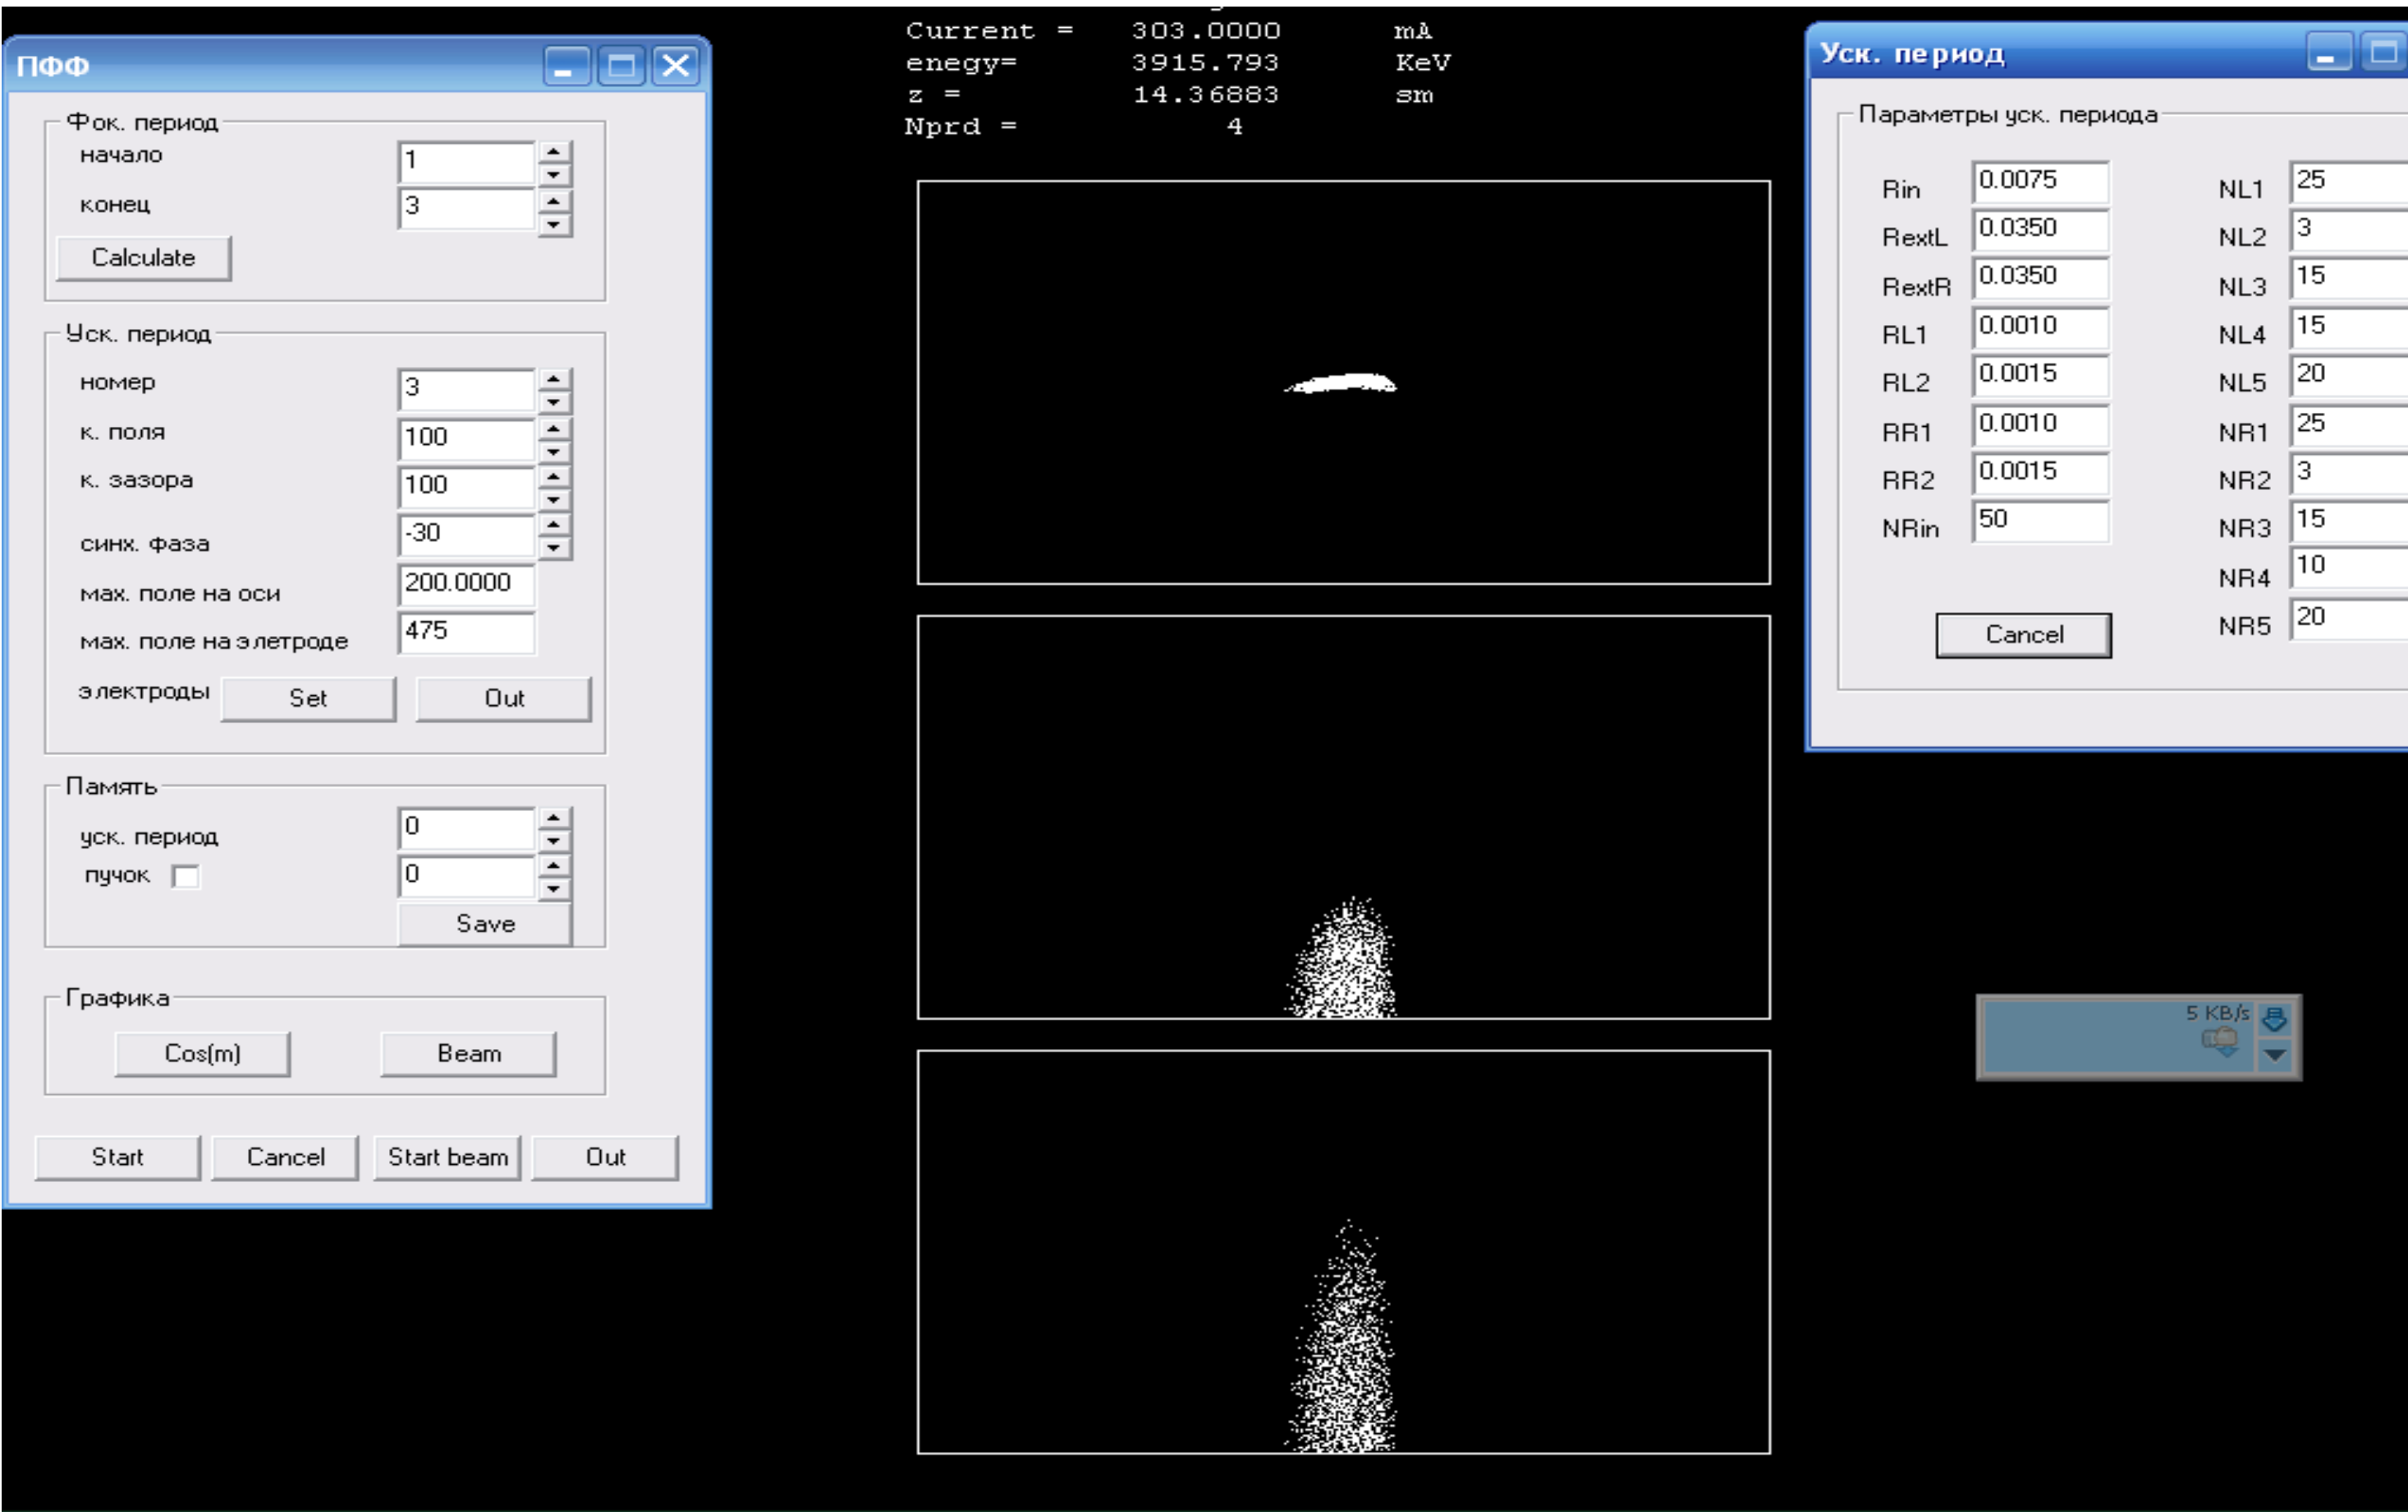 ПФФ
Фок. период
начало 1
конец 3
Calculate
Уск. период
номер 3
к. поля 100
к. зазора 100
синх. фаза -30
мах. поле на оси 200.0000
мах. поле на элетроде 475
электроды Set Out
Память
уск. период 0
пучок 0
Save
Графика
Cos(m) Beam
Start Cancel Start beam Out
Current = 303.0000 mA
enegy= 3915.793 KeV
z = 14.36883 sm
Nprd = 4
Уск. период
Параметры уск. периода
Rin 0.0075 NL1 25
RextL 0.0350 NL2 3
RextR 0.0350 NL3 15
RL1 0.0010 NL4 15
RL2 0.0015 NL5 20
RR1 0.0010 NR1 25
RR2 0.0015 NR2 3
NRin 50 NR3 15
NR4 10
Cancel NR5 20
5 KB/s